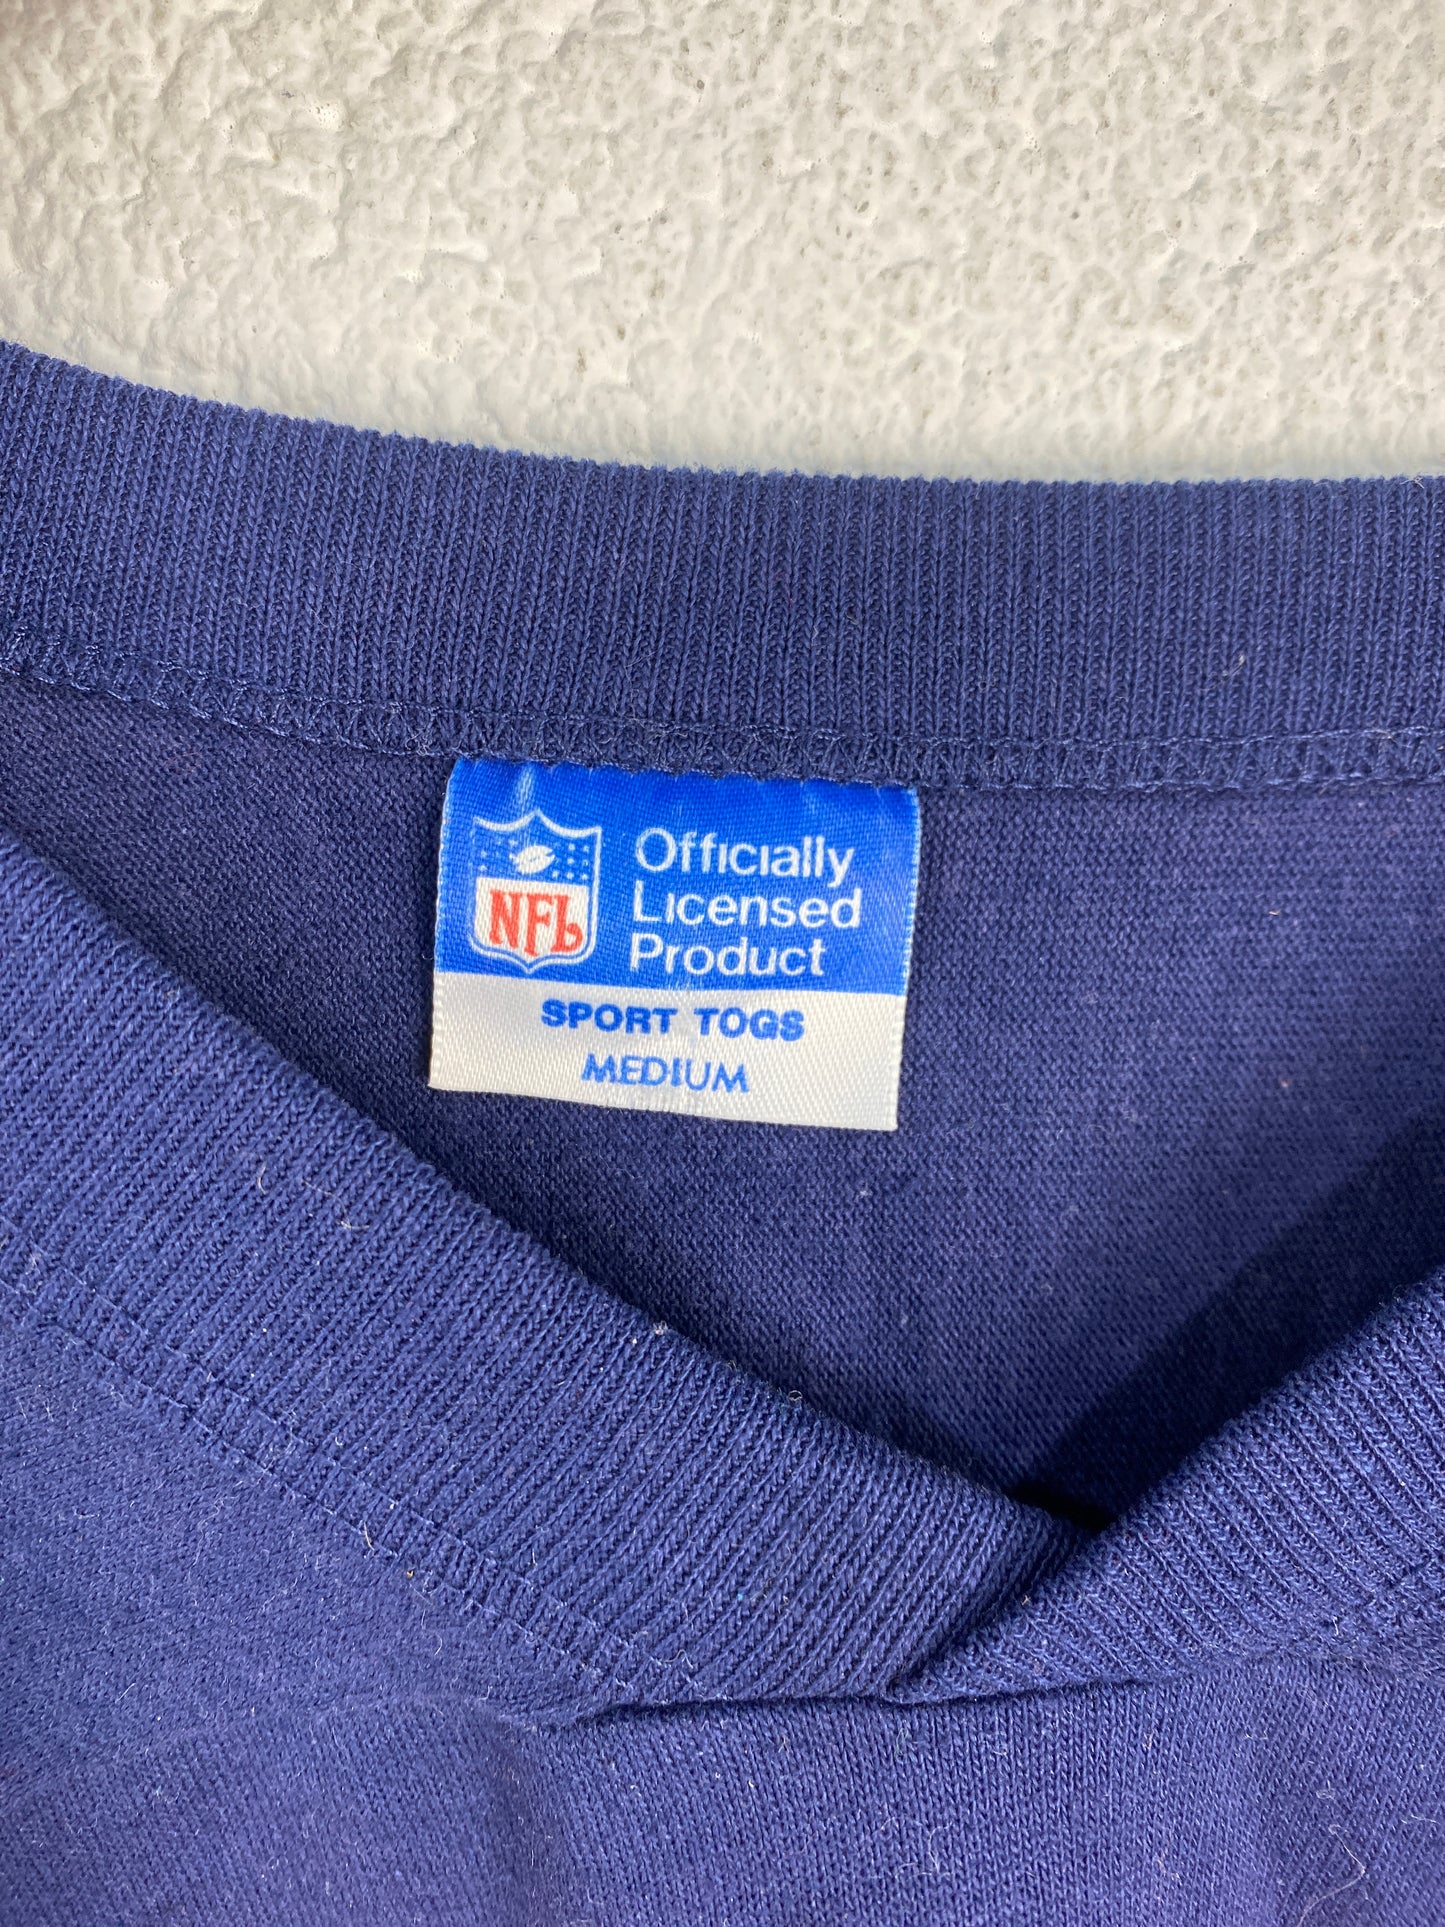 NFL
Officially
Licensed
Product
SPORT TOGS
MEDIUM